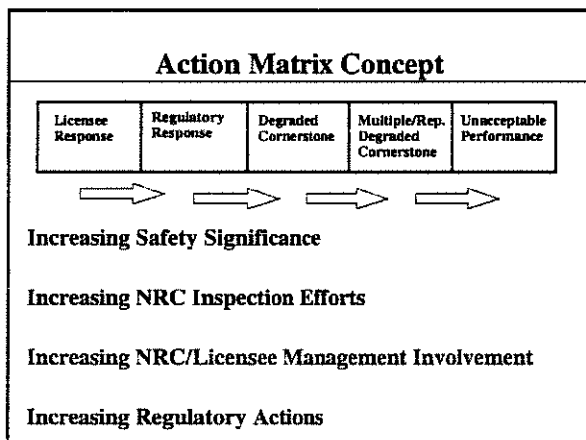 Action Matrix Concept
Licensee
Response
Regulatory
Response
Degraded
Cornerstone
Multiple/Rep.
Degraded
Cornerstone
Unacceptable
Performance
Increasing Safety Significance
Increasing NRC Inspection Efforts
Increasing NRC/Licensee Management Involvement
Increasing Regulatory Actions